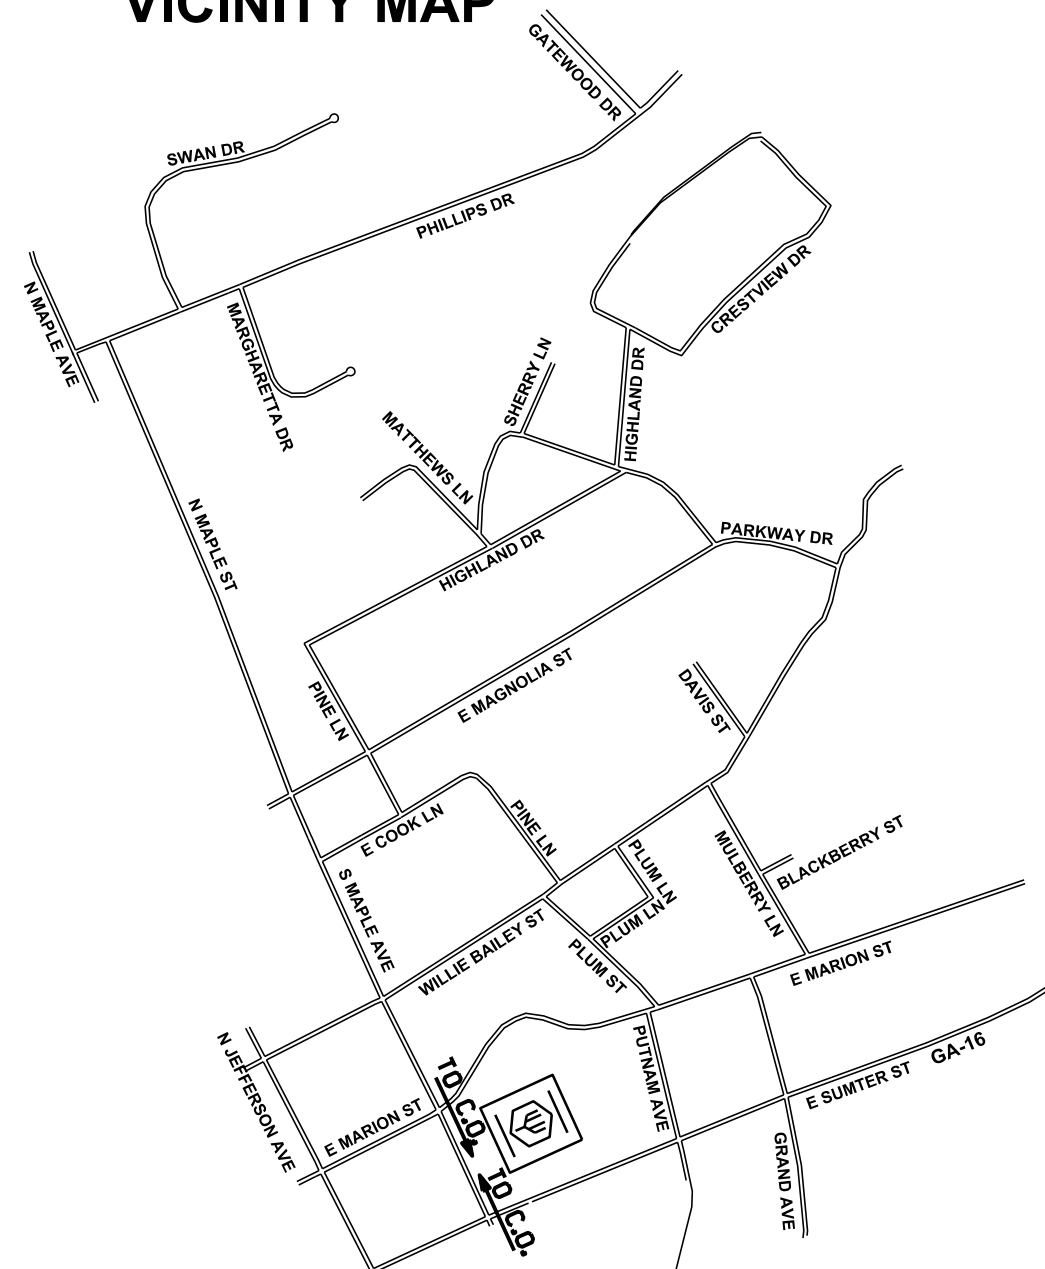 VICINITY MAP
GATEWOOD DR
SWAN DR
PHILLIPS DR
N MAPLE AVE
CRESTVIEW DR
MARGHARETTA DR
SHERRY LN
HIGHLAND DR
MATTHEWS LN
N MAPLE ST
PARKWAY DR
HIGHLAND DR
E MAGNOLIA ST
PINE LN
DAVIS ST
PINE LN
E COOK LN
BLACKBERRY ST
MULBERRY LN
PLUM LN
S MAPLE AVE
PLUM LN
WILLIE BAILEY ST
PLUM ST
E MARION ST
N JEFFERSON AVE
PUTNAM AVE
GA-16
TO C.O.
E SUMTER ST
E MARION ST
GRAND AVE
TO C.O.